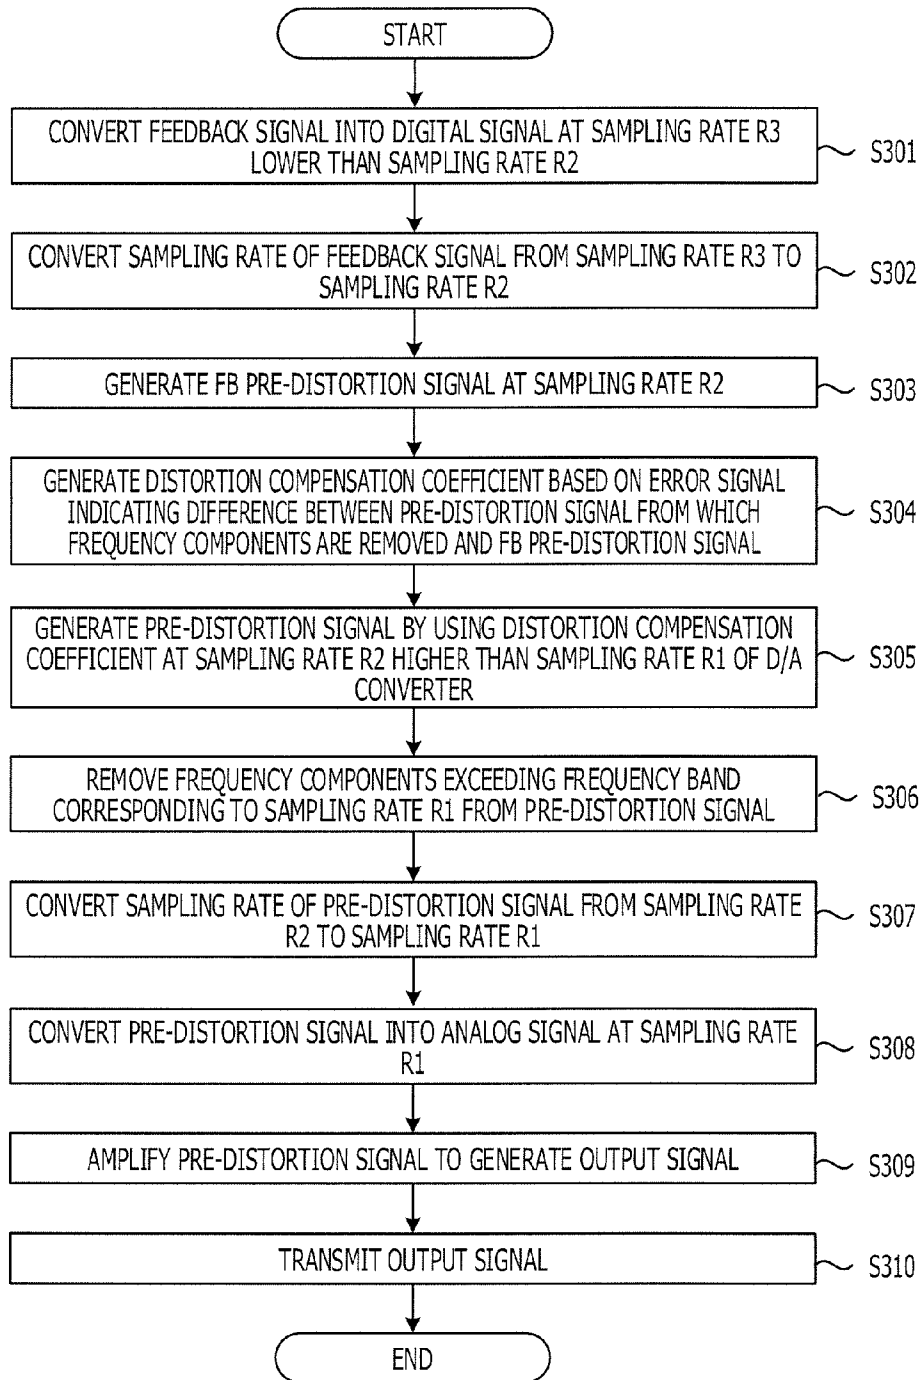 START
CONVERT FEEDBACK SIGNAL INTO DIGITAL SIGNAL AT SAMPLING RATE R3
LOWER THAN SAMPLING RATE R2
S301
CONVERT SAMPLING RATE OF FEEDBACK SIGNAL FROM SAMPLING RATE R3 TO
SAMPLING RATE R2
S302
GENERATE FB PRE-DISTORTION SIGNAL AT SAMPLING RATE R2
S303
GENERATE DISTORTION COMPENSATION COEFFICIENT BASED ON ERROR SIGNAL
INDICATING DIFFERENCE BETWEEN PRE-DISTORTION SIGNAL FROM WHICH
FREQUENCY COMPONENTS ARE REMOVED AND FB PRE-DISTORTION SIGNAL
S304
GENERATE PRE-DISTORTION SIGNAL BY USING DISTORTION COMPENSATION
COEFFICIENT AT SAMPLING RATE R2 HIGHER THAN SAMPLING RATE R1 OF D/A
CONVERTER
S305
REMOVE FREQUENCY COMPONENTS EXCEEDING FREQUENCY BAND
CORRESPONDING TO SAMPLING RATE R1 FROM PRE-DISTORTION SIGNAL
S306
CONVERT SAMPLING RATE OF PRE-DISTORTION SIGNAL FROM SAMPLING RATE
R2 TO SAMPLING RATE R1
S307
CONVERT PRE-DISTORTION SIGNAL INTO ANALOG SIGNAL AT SAMPLING RATE
R1
S308
AMPLIFY PRE-DISTORTION SIGNAL TO GENERATE OUTPUT SIGNAL
S309
TRANSMIT OUTPUT SIGNAL
S310
END